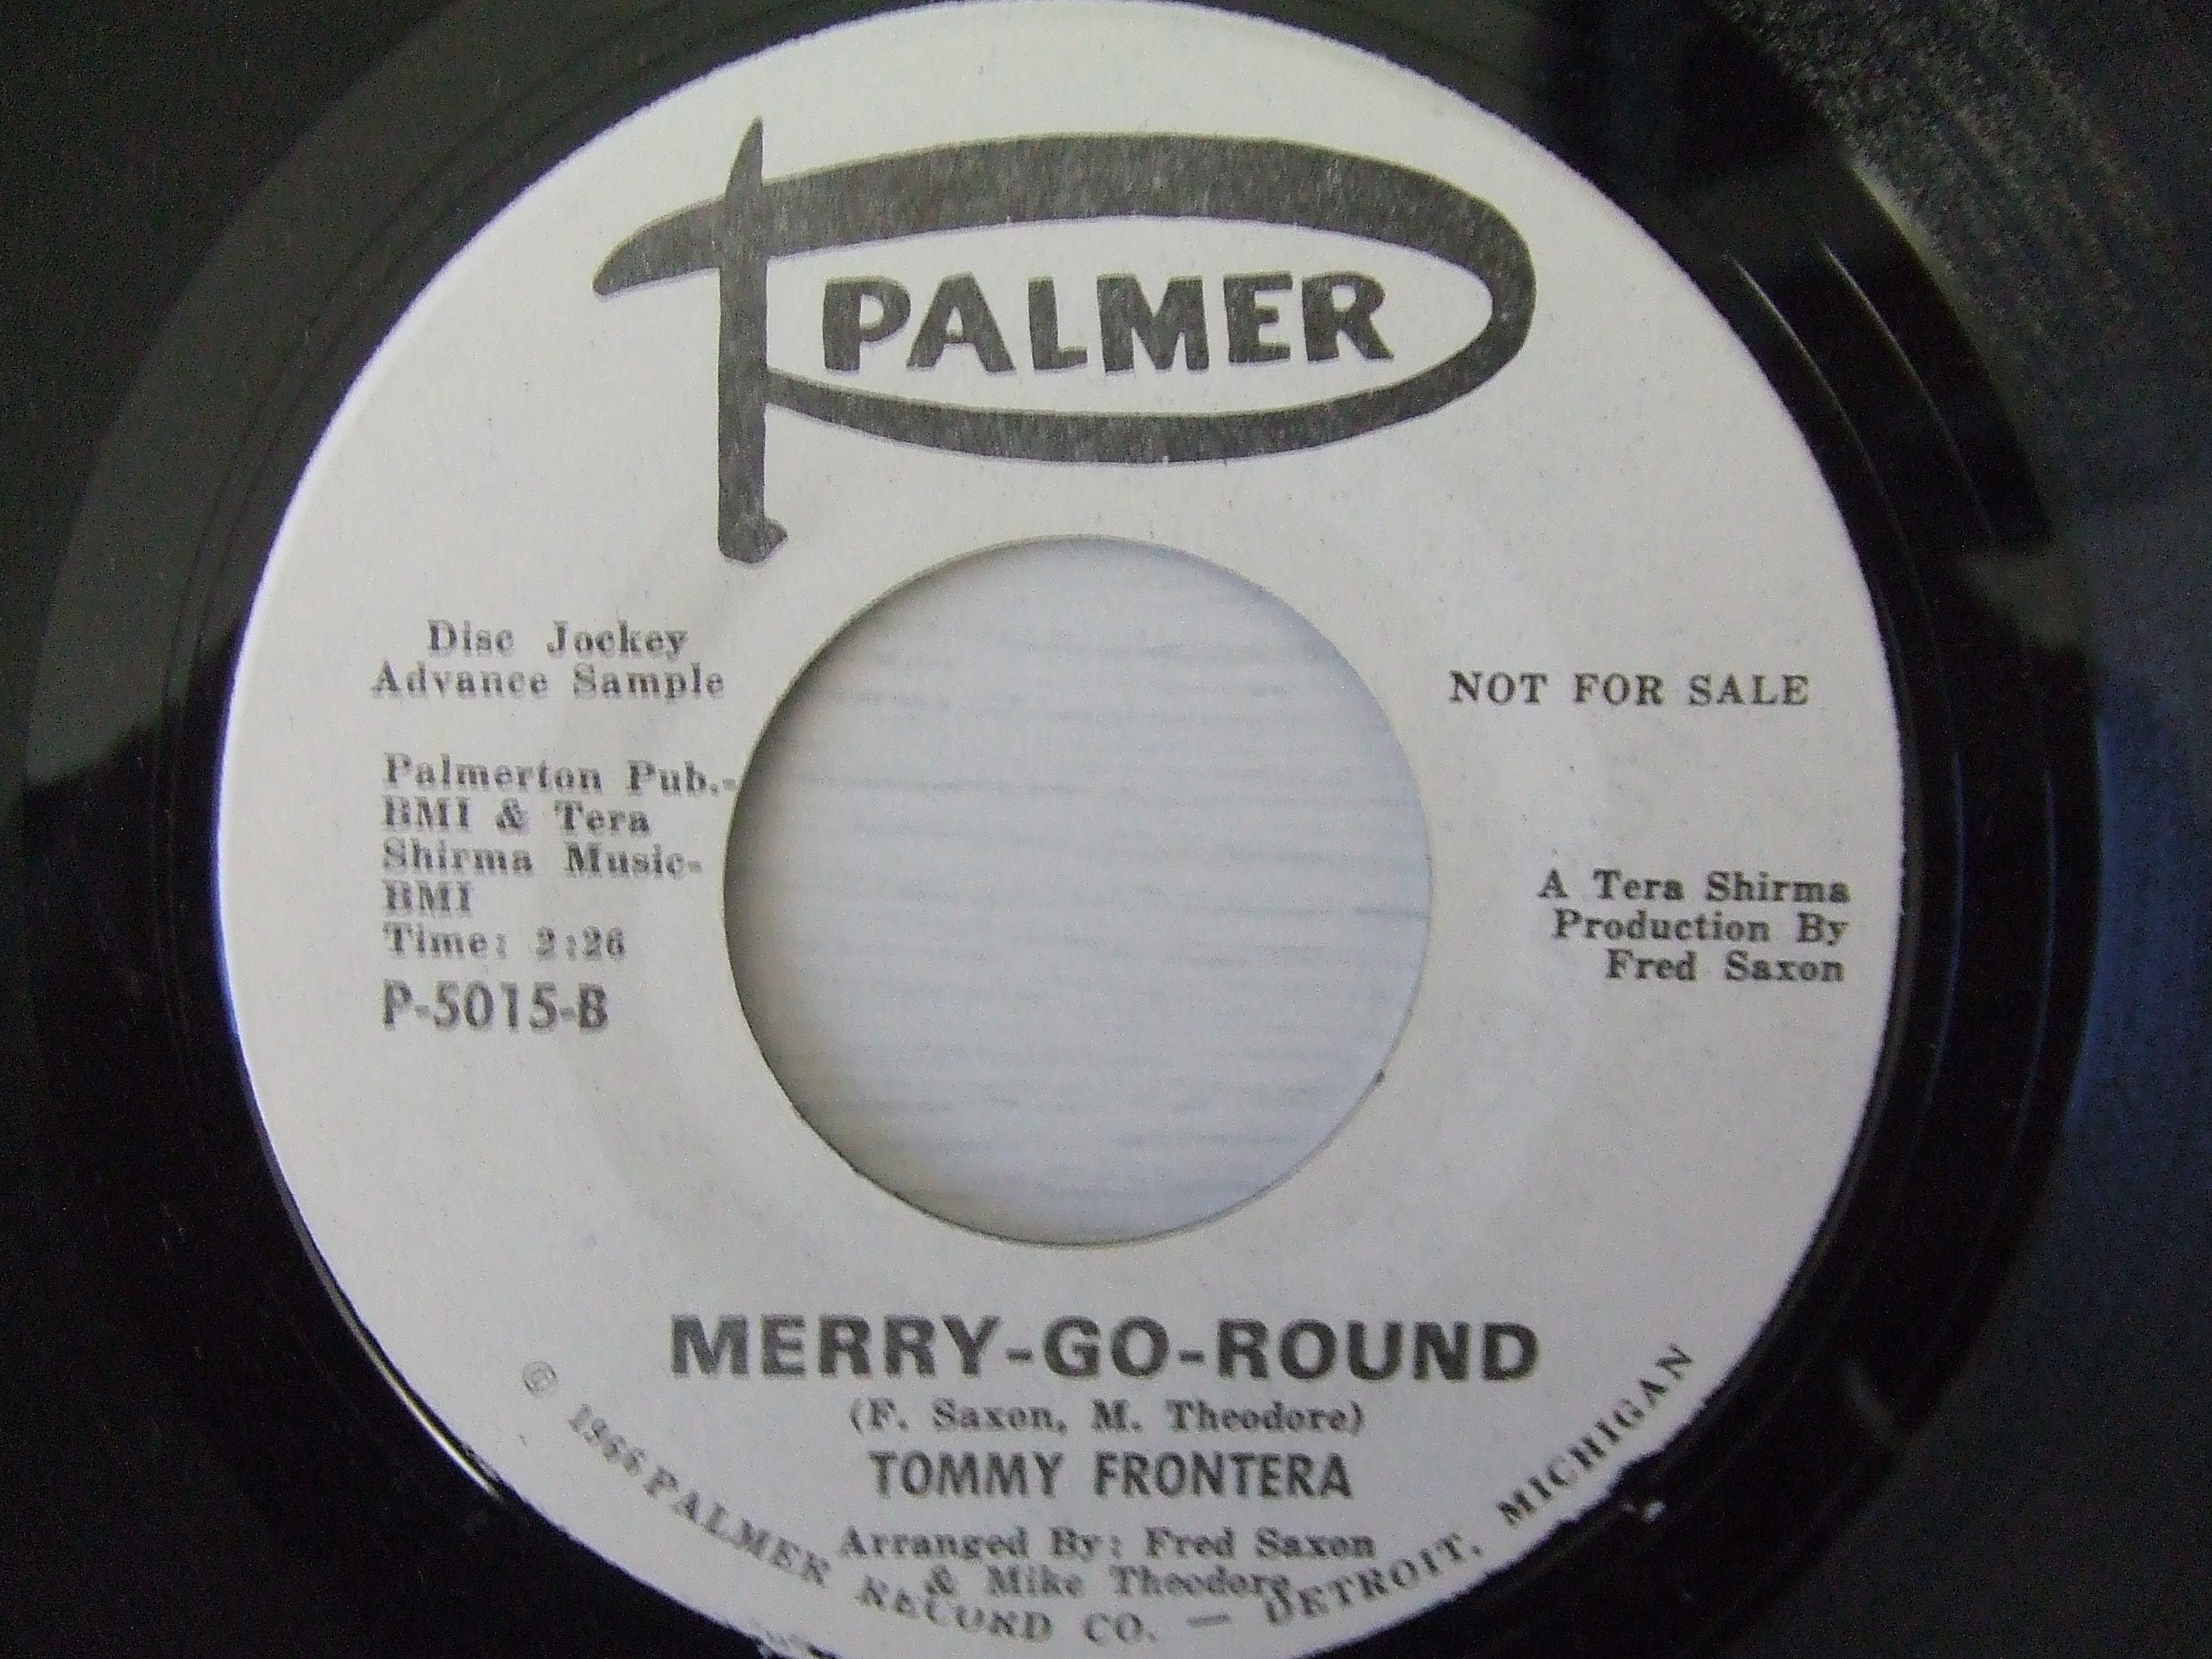 PALMER
Disc Jockey
Advance Sample
NOT FOR SALE
Palmerton Pub.-
BMI & Tera
Shirma Music-
BMI
Time: 2:26
P-5015-B
A Tera Shirma
Production By
Fred Saxon
MERRY-GO-ROUND
(F. Saxon, M. Theodore)
TOMMY FRONTERA
Arranged By: Fred Saxon
& Mike Theodore
© 1966 PALMER RECORD CO. — DETROIT, MICHIGAN